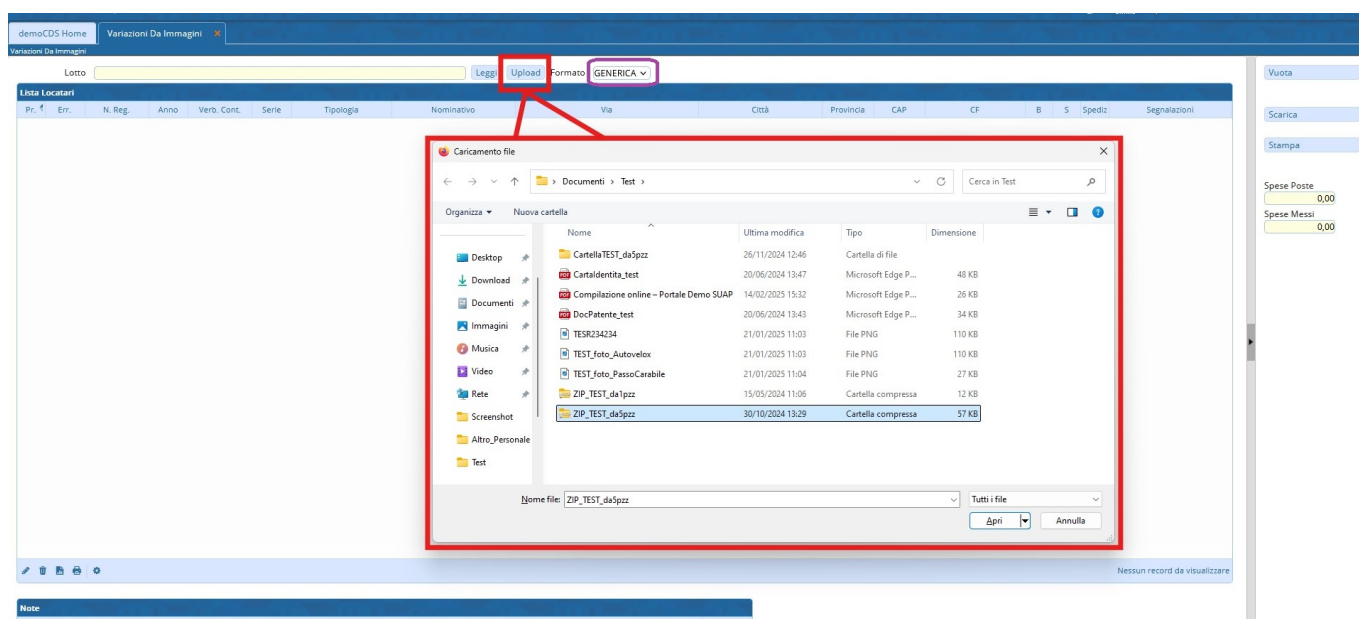 demoCDS Home Variazioni Da Immagini ×
Variazioni Da Immagini
Lotto Leggi Upload Formato GENERICA Vuota
Lista Locatari
Pr. Err. N. Reg. Anno Verb. Cont. Serie Tipologia Nominativo Via Città Provincia CAP CF B S Spediz Segnalazioni
Scarica
Stampa
Spese Poste
0,00
Spese Messi
0,00
Caricamento file
Documenti > Test > Cerca in Test
Organizza Nuova cartella
Nome Ultima modifica Tipo Dimensione
Desktop
Download
Documenti
Immagini
Musica
Video
Rete
Screenshot
Altro_Personale
Test
CartellaTEST_da5pzz 26/11/2024 12:46 Cartella di file
CartaIdentita_test 20/06/2024 13:47 Microsoft Edge P... 48 KB
Compilazione online – Portale Demo SUAP 14/02/2025 15:32 Microsoft Edge P... 26 KB
DocPatente_test 20/06/2024 13:43 Microsoft Edge P... 34 KB
TESR234234 21/01/2025 11:03 File PNG 110 KB
TEST_foto_Autovelox 21/01/2025 11:03 File PNG 110 KB
TEST_foto_PassoCarabile 21/01/2025 11:04 File PNG 27 KB
ZIP_TEST_da1pzz 15/05/2024 11:06 Cartella compressa 12 KB
ZIP_TEST_da5pzz 30/10/2024 13:29 Cartella compressa 57 KB
Nome file: ZIP_TEST_da5pzz Tutti i file
Apri Annulla
Nessun record da visualizzare
Note